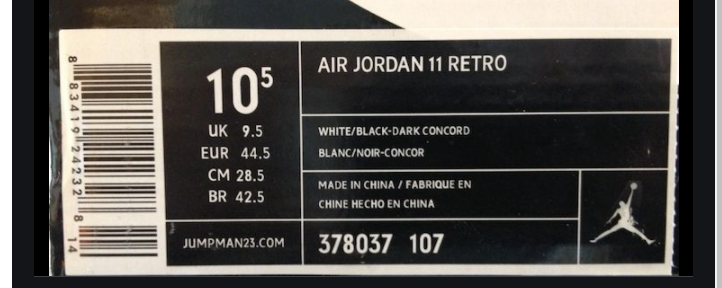 8 83419 24232 8 14
10⁵
UK 9.5
EUR 44.5
CM 28.5
BR 42.5
JUMPMAN23.COM
AIR JORDAN 11 RETRO
WHITE/BLACK-DARK CONCORD
BLANC/NOIR-CONCOR
MADE IN CHINA / FABRIQUE EN
CHINE HECHO EN CHINA
378037 107